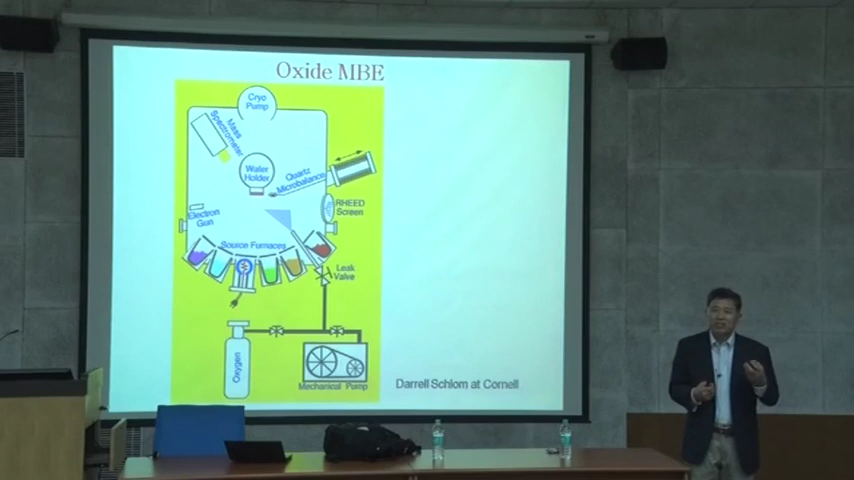 Oxide MBE
Cryo
Pump
Mass
Spectrometer
Wafer
Holder
Quartz
Microbalance
RHEED
Screen
Electron
Gun
Source Furnaces
Leak
Valve
Oxygen
Mechanical Pump
Darrell Schlom at Cornell